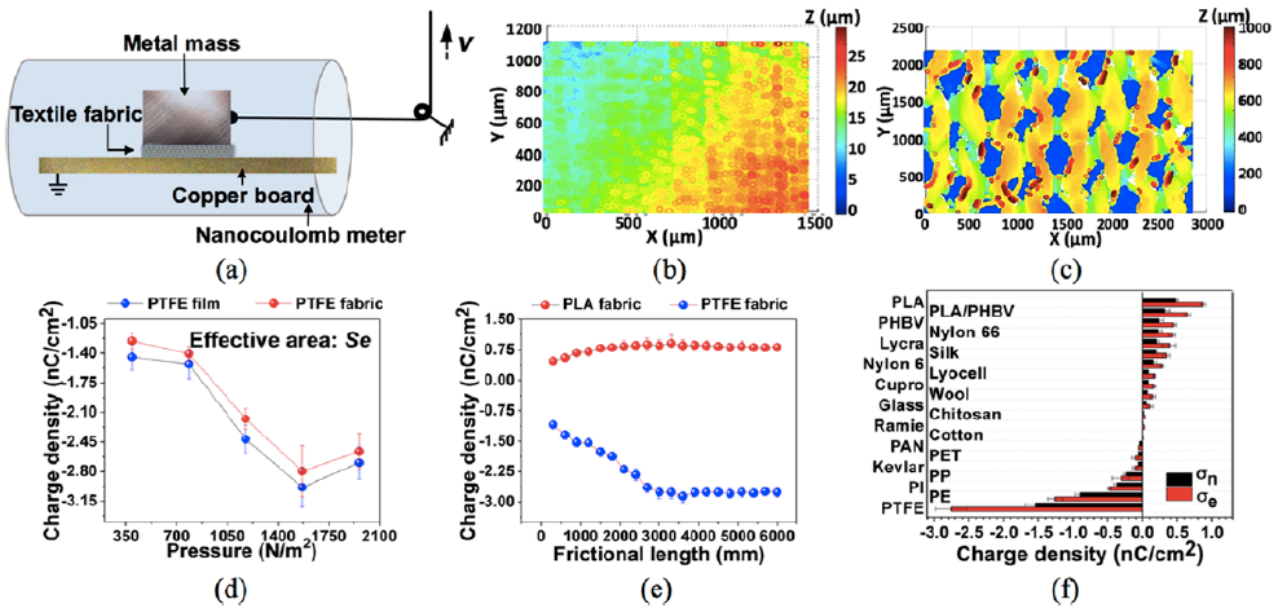 Metal mass
v
Textile fabric
Copper board
Nanocoulomb meter
(a)
Z (μm)
1200
1000
800
600
400
200
0
Y (μm)
0
500
1000
1500
X (μm)
25
20
15
10
5
0
(b)
Z (μm)
2500
2000
1500
1000
500
0
Y (μm)
0
500
1000
1500
2000
2500
3000
X (μm)
1000
800
600
400
200
0
(c)
PTFE film
PTFE fabric
Effective area: Se
Charge density (nC/cm²)
-1.05
-1.40
-1.75
-2.10
-2.45
-2.80
-3.15
350
700
1050
1400
1750
2100
Pressure (N/m²)
(d)
PLA fabric
PTFE fabric
Charge density (nC/cm²)
1.50
0.75
0.00
-0.75
-1.50
-2.25
-3.00
0
1000
2000
3000
4000
5000
6000
Frictional length (mm)
(e)
PLA
PLA/PHBV
PHBV
Nylon 66
Lycra
Silk
Nylon 6
Lyocell
Cupro
Wool
Glass
Chitosan
Ramie
Cotton
PAN
PET
Kevlar
PP
PI
PE
PTFE
σn
σe
-3.0
-2.5
-2.0
-1.5
-1.0
-0.5
0.0
0.5
1.0
Charge density (nC/cm²)
(f)